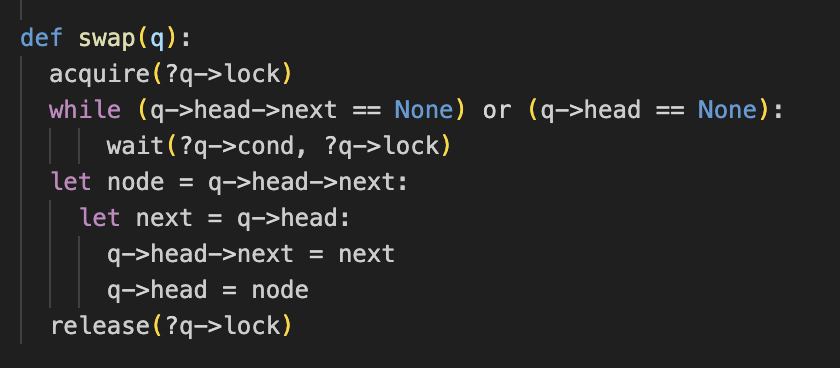 def swap(q):
acquire(?q->lock)
while (q->head->next == None) or (q->head == None):
wait(?q->cond, ?q->lock)
let node = q->head->next:
let next = q->head:
q->head->next = next
q->head = node
release(?q->lock)